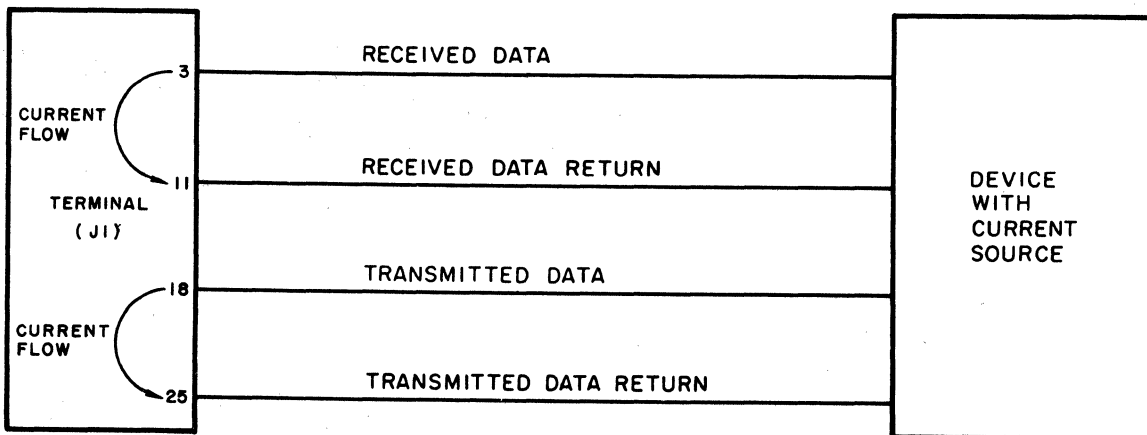 RECEIVED DATA
3
CURRENT
FLOW
RECEIVED DATA RETURN
11
TERMINAL
(J1)
DEVICE
WITH
CURRENT
SOURCE
TRANSMITTED DATA
18
CURRENT
FLOW
TRANSMITTED DATA RETURN
25